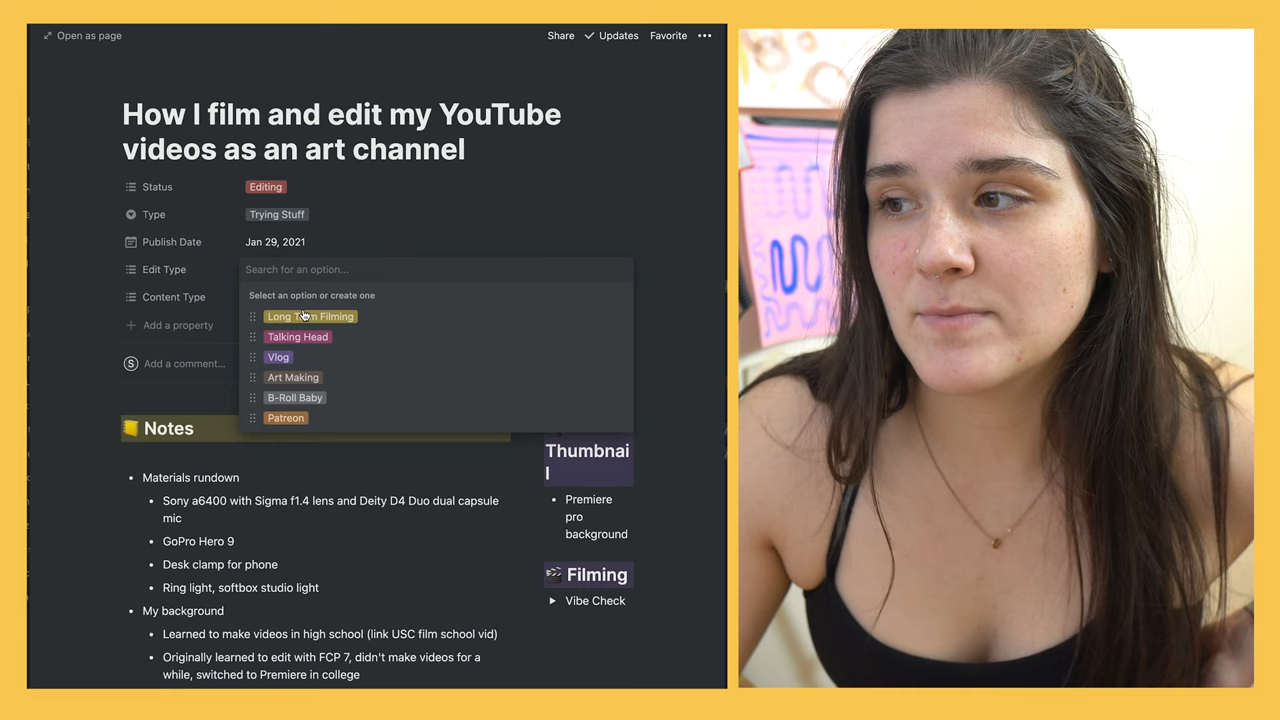 Open as page
Share
Updates
Favorite
How I film and edit my YouTube
videos as an art channel
Status
Editing
Type
Trying Stuff
Publish Date
Jan 29, 2021
Edit Type
Search for an option...
Content Type
Select an option or create one
Long Term Filming
Add a property
Talking Head
Vlog
S
Add a comment...
Art Making
B-Roll Baby
Patreon
Notes
Thumbnai
l
Materials rundown
Sony a6400 with Sigma f1.4 lens and Deity D4 Duo dual capsule
mic
GoPro Hero 9
Desk clamp for phone
Ring light, softbox studio light
My background
Learned to make videos in high school (link USC film school vid)
Originally learned to edit with FCP 7, didn't make videos for a
while, switched to Premiere in college
Premiere
pro
background
Filming
Vibe Check